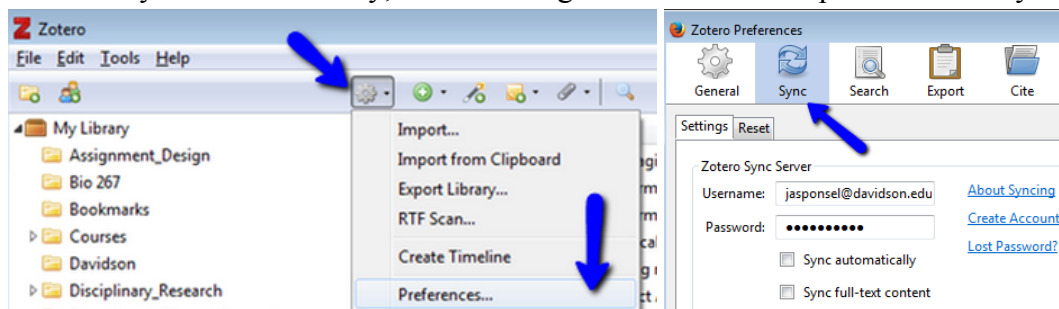 Zotero
File Edit Tools Help
My Library
Assignment_Design
Bio 267
Bookmarks
Courses
Davidson
Disciplinary_Research
Import...
Import from Clipboard
Export Library...
RTF Scan...
Create Timeline
Preferences...
Zotero Preferences
General Sync Search Export Cite
Settings Reset
Zotero Sync Server
Username: jasponsel@davidson.edu About Syncing
Create Account
Password: ●●●●●●●●●●
Lost Password?
Sync automatically
Sync full-text content